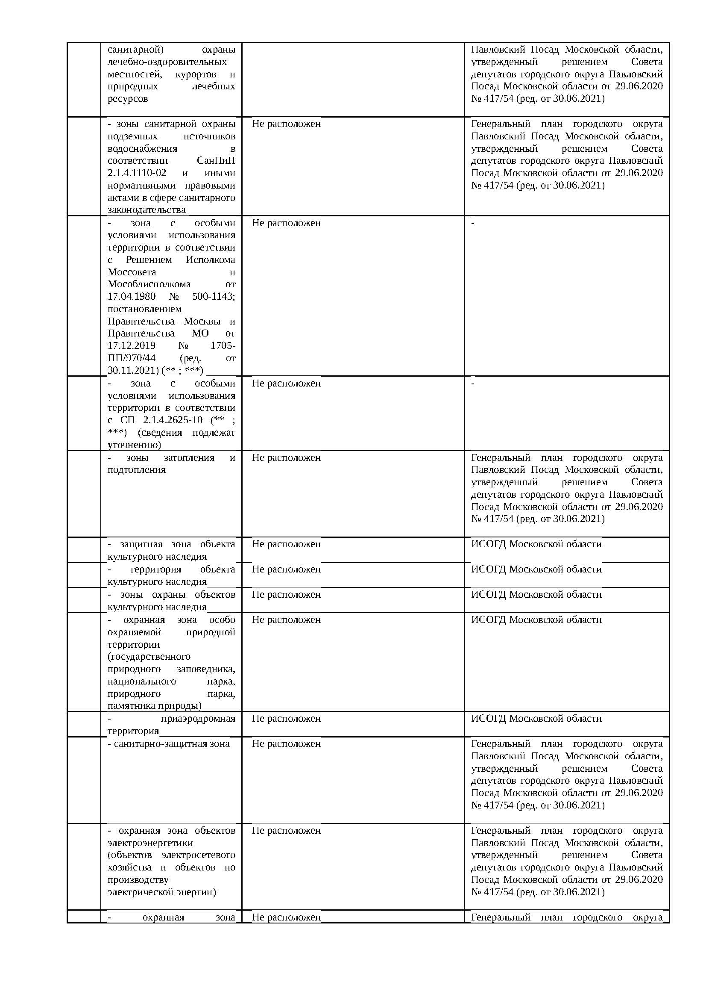 санитарной) охраны
лечебно-оздоровительных
местностей, курортов и
природных лечебных
ресурсов
Павловский Посад Московской области,
утвержденный решением Совета
депутатов городского округа Павловский
Посад Московской области от 29.06.2020
№ 417/54 (ред. от 30.06.2021)
- зоны санитарной охраны
подземных источников
водоснабжения в
соответствии СанПиН
2.1.4.1110-02 и иными
нормативными правовыми
актами в сфере санитарного
законодательства
Не расположен
Генеральный план городского округа
Павловский Посад Московской области,
утвержденный решением Совета
депутатов городского округа Павловский
Посад Московской области от 29.06.2020
№ 417/54 (ред. от 30.06.2021)
- зона с особыми
условиями использования
территории в соответствии
с Решением Исполкома
Моссовета и
Мособлисполкома от
17.04.1980 № 500-1143;
постановлением
Правительства Москвы и
Правительства МО от
17.12.2019 № 1705-
ПП/970/44 (ред. от
30.11.2021) (** ; ***)
Не расположен
-
- зона с особыми
условиями использования
территории в соответствии
с СП 2.1.4.2625-10 (** ;
***) (сведения подлежат
уточнению)
Не расположен
-
- зоны затопления и
подтопления
Не расположен
Генеральный план городского округа
Павловский Посад Московской области,
утвержденный решением Совета
депутатов городского округа Павловский
Посад Московской области от 29.06.2020
№ 417/54 (ред. от 30.06.2021)
- защитная зона объекта
культурного наследия
Не расположен
ИСОГД Московской области
- территория объекта
культурного наследия
Не расположен
ИСОГД Московской области
- зоны охраны объектов
культурного наследия
Не расположен
ИСОГД Московской области
- охранная зона особо
охраняемой природной
территории
(государственного
природного заповедника,
национального парка,
природного парка,
памятника природы)
Не расположен
ИСОГД Московской области
- приаэродромная
территория
Не расположен
ИСОГД Московской области
- санитарно-защитная зона
Не расположен
Генеральный план городского округа
Павловский Посад Московской области,
утвержденный решением Совета
депутатов городского округа Павловский
Посад Московской области от 29.06.2020
№ 417/54 (ред. от 30.06.2021)
- охранная зона объектов
электроэнергетики
(объектов электросетевого
хозяйства и объектов по
производству
электрической энергии)
Не расположен
Генеральный план городского округа
Павловский Посад Московской области,
утвержденный решением Совета
депутатов городского округа Павловский
Посад Московской области от 29.06.2020
№ 417/54 (ред. от 30.06.2021)
- охранная зона
Не расположен
Генеральный план городского округа